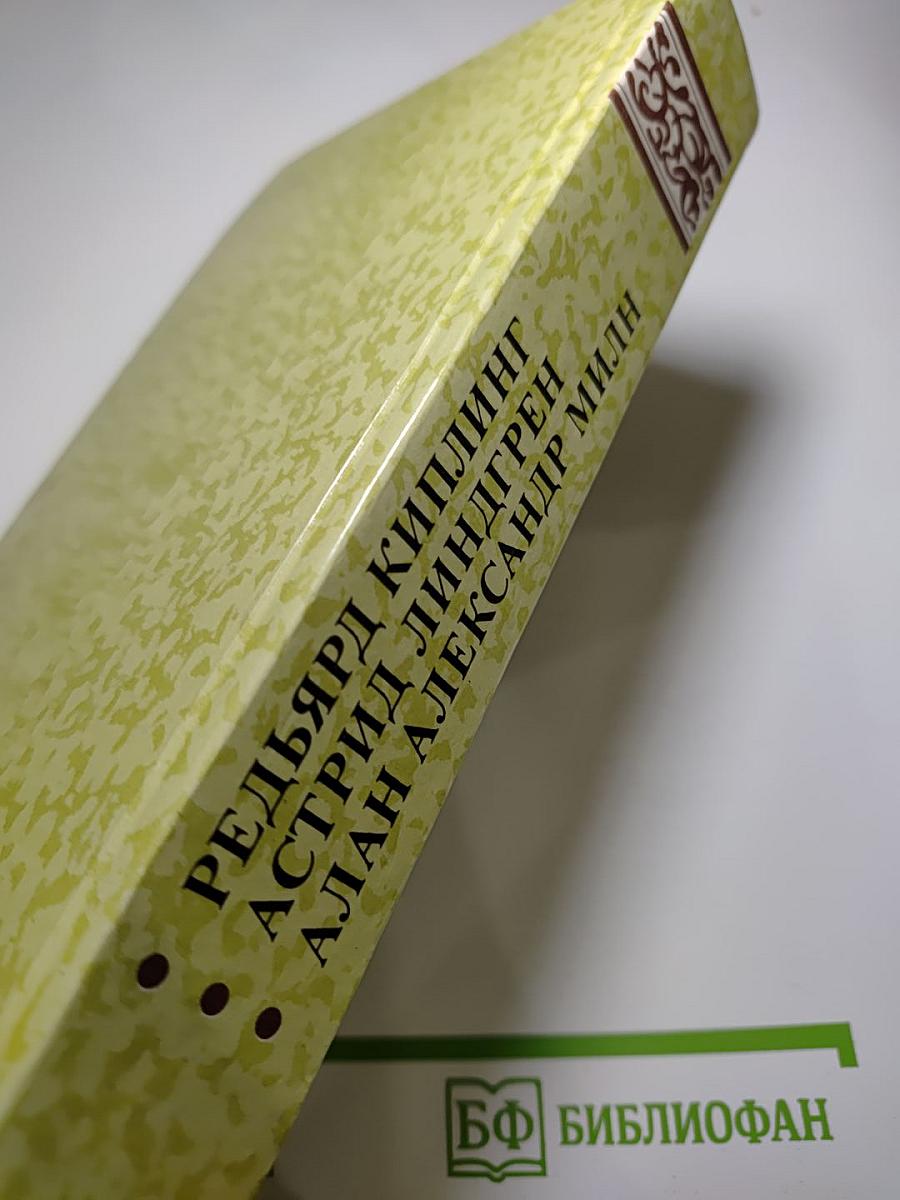 РЕДЬЯРД КИПЛИНГ
АСТРИД ЛИНДГРЕН
АЛАН АЛЕКСАНДР МИЛН
БФ БИБЛИОФАН